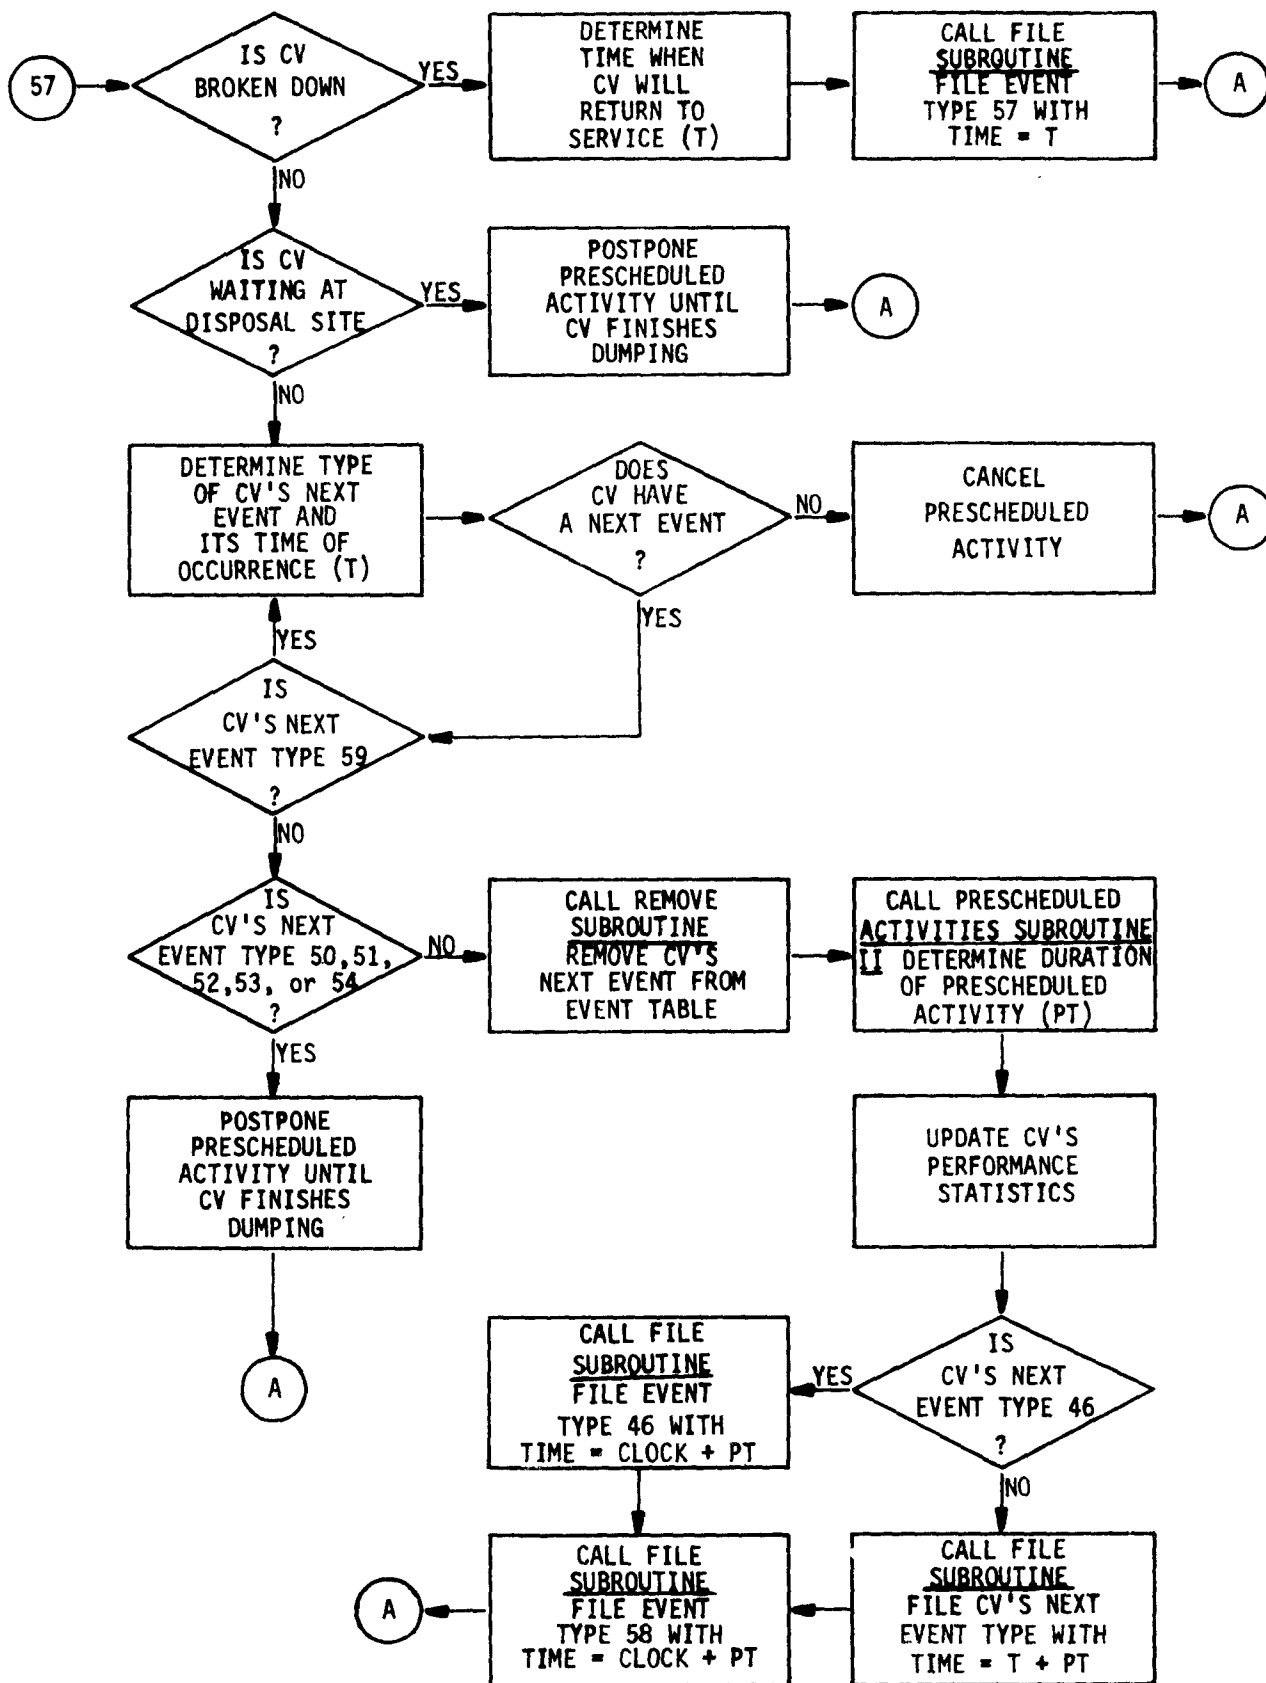 57
IS CV
BROKEN DOWN
?
YES
DETERMINE
TIME WHEN
CV WILL
RETURN TO
SERVICE (T)
CALL FILE
SUBROUTINE
FILE EVENT
TYPE 57 WITH
TIME = T
A
NO
IS CV
WAITING AT
DISPOSAL SITE
?
YES
POSTPONE
PRESCHEDULED
ACTIVITY UNTIL
CV FINISHES
DUMPING
A
NO
DETERMINE TYPE
OF CV'S NEXT
EVENT AND
ITS TIME OF
OCCURRENCE (T)
DOES
CV HAVE
A NEXT EVENT
?
NO
CANCEL
PRESCHEDULED
ACTIVITY
A
YES
YES
IS
CV'S NEXT
EVENT TYPE 59
?
NO
IS
CV'S NEXT
EVENT TYPE 50,51,
52,53, or 54
?
NO
CALL REMOVE
SUBROUTINE
REMOVE CV'S
NEXT EVENT FROM
EVENT TABLE
CALL PRESCHEDULED
ACTIVITIES SUBROUTINE
II DETERMINE DURATION
OF PRESCHEDULED
ACTIVITY (PT)
YES
POSTPONE
PRESCHEDULED
ACTIVITY UNTIL
CV FINISHES
DUMPING
A
UPDATE CV'S
PERFORMANCE
STATISTICS
IS
CV'S NEXT
EVENT TYPE 46
?
YES
CALL FILE
SUBROUTINE
FILE EVENT
TYPE 46 WITH
TIME = CLOCK + PT
NO
CALL FILE
SUBROUTINE
FILE CV'S NEXT
EVENT TYPE WITH
TIME = T + PT
CALL FILE
SUBROUTINE
FILE EVENT
TYPE 58 WITH
TIME = CLOCK + PT
A